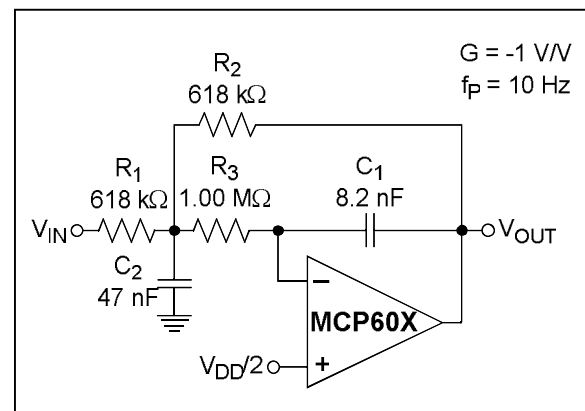 G = -1 V/V
fP = 10 Hz
R2
618 kΩ
R1
618 kΩ
R3
1.00 MΩ
C1
8.2 nF
VIN
VOUT
C2
47 nF
−
MCP60X
+
VDD/2